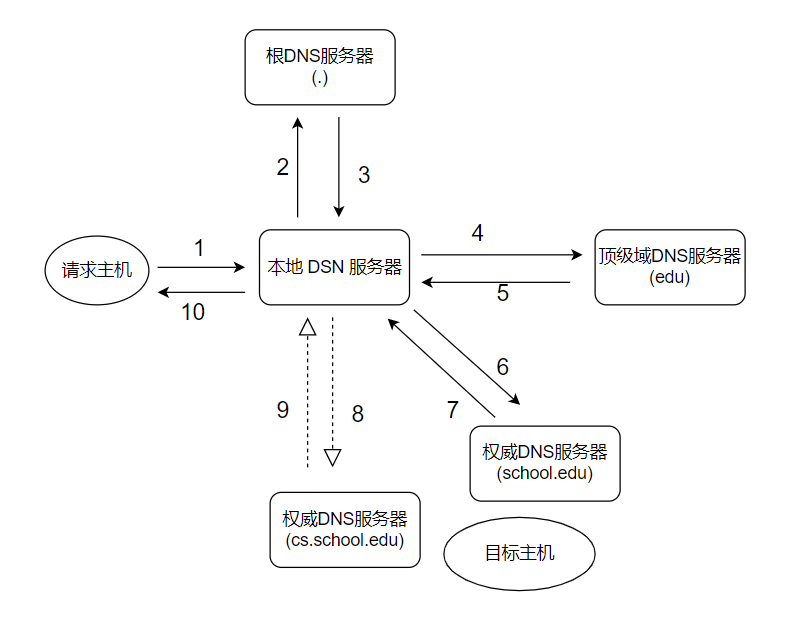 根DNS服务器
(.)
2
3
1
4
请求主机
本地 DSN 服务器
顶级域DNS服务器
(edu)
10
5
6
9
8
7
权威DNS服务器
(school.edu)
权威DNS服务器
(cs.school.edu)
目标主机